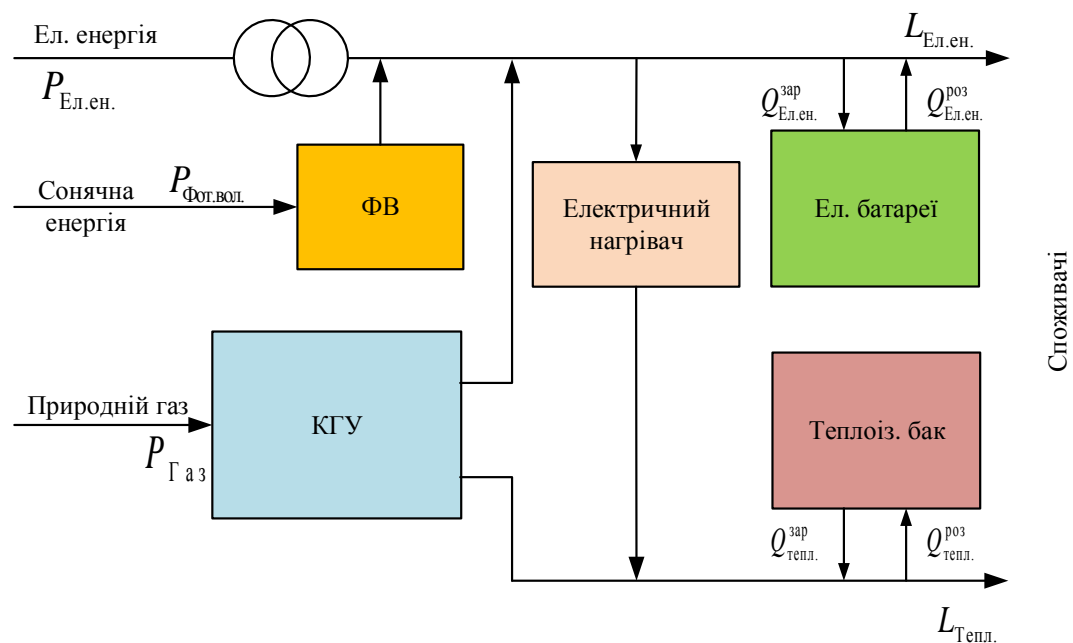 Ел. енергія
L Ел.ен.
P Ел.ен.
Q зар Ел.ен.
Q роз Ел.ен.
Сонячна
енергія
P Фот.вол.
ФВ
Електричний
нагрівач
Ел. батареї
Споживачі
Природній газ
P Газ
КГУ
Теплоіз. бак
Q зар тепл.
Q роз тепл.
L Тепл.